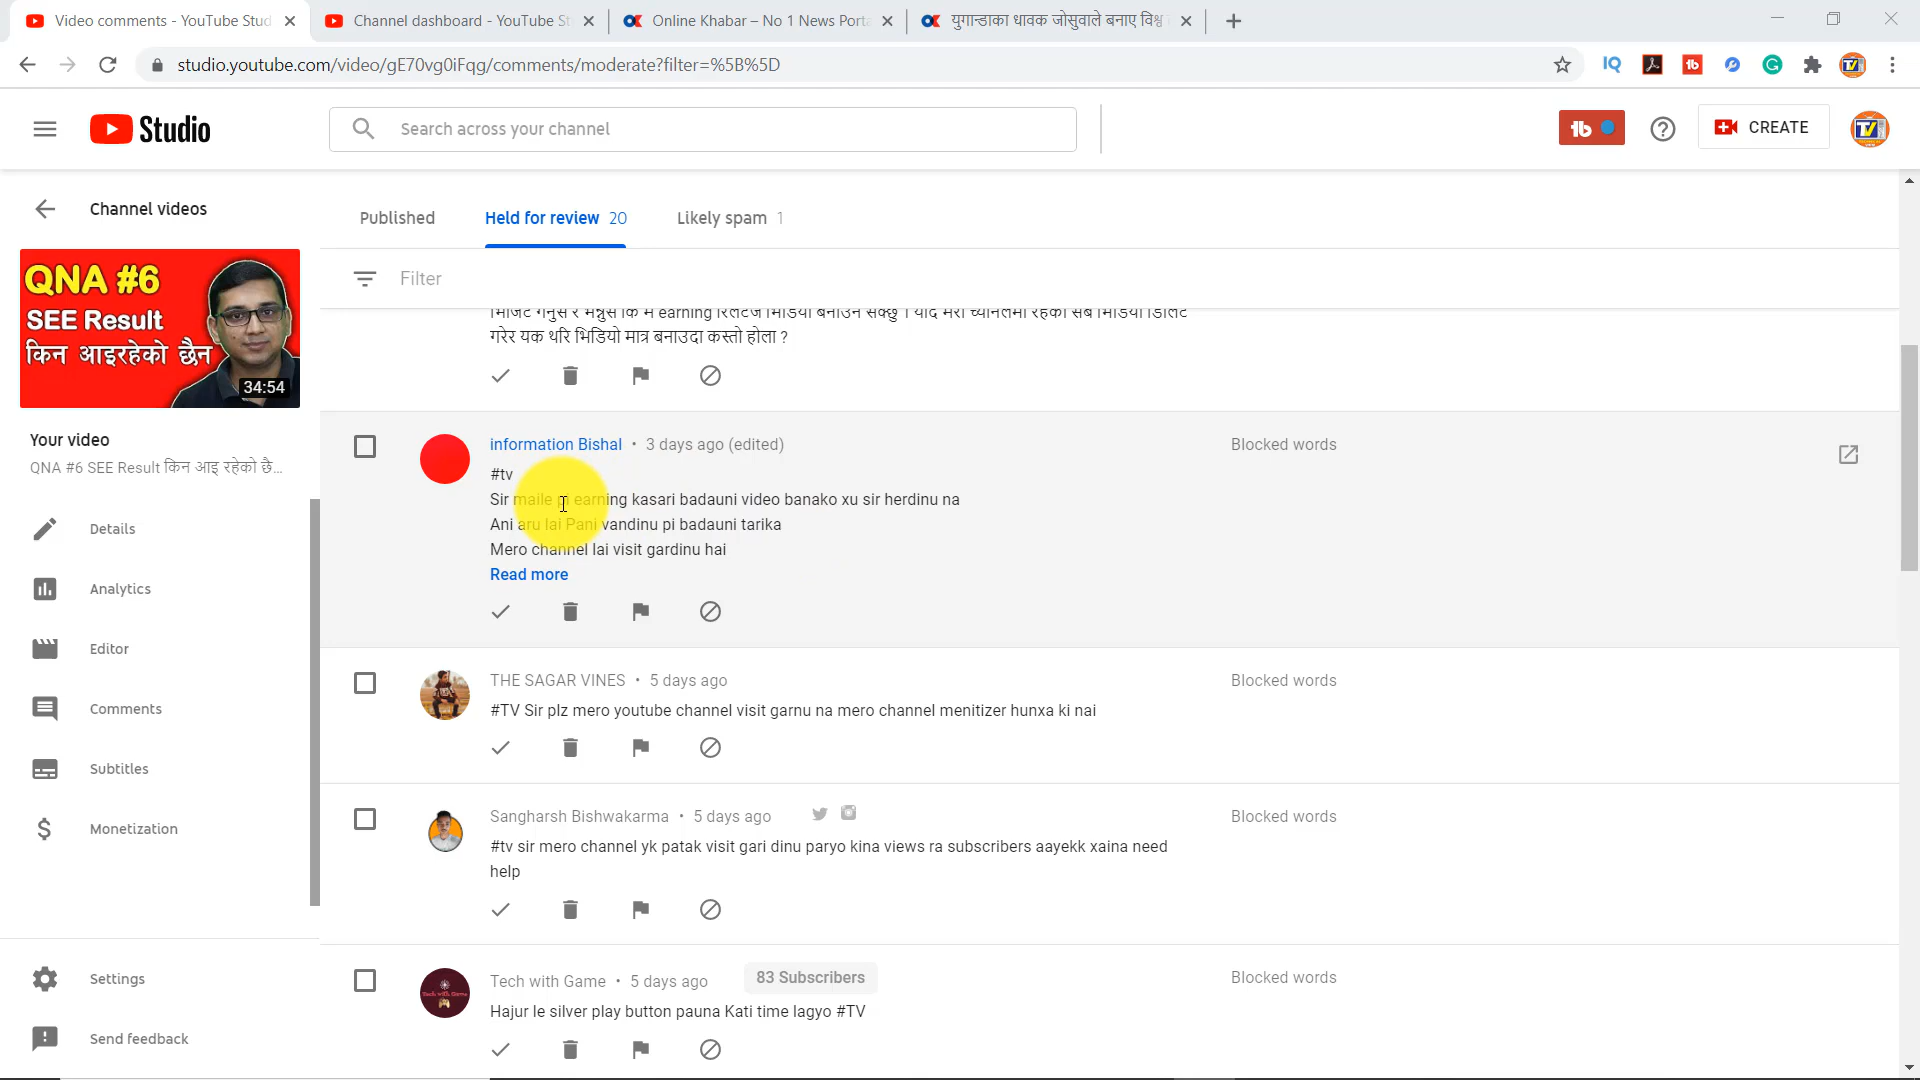 Video comments - YouTube Stud
Channel dashboard - YouTube St
Online Khabar – No 1 News Porta
युगान्डाका धावक जोसुवाले बनाए विश्व
studio.youtube.com/video/gE70vg0iFqg/comments/moderate?filter=%5B%5D
Studio
Search across your channel
CREATE
Channel videos
Published
Held for review 20
Likely spam 1
QNA #6
SEE Result
किन आइरहेको छैन
34:54
Filter
गरेर यक थरि भिडियो मात्र बनाउदा कस्तो होला ?
Your video
QNA #6 SEE Result किन आइ रहेको छै...
Details
Analytics
Editor
Comments
Subtitles
Monetization
Settings
Send feedback
information Bishal • 3 days ago (edited)
Blocked words
#tv
Sir maile pi earning kasari badauni video banako xu sir herdinu na
Ani aru lai Pani vandinu pi badauni tarika
Mero channel lai visit gardinu hai
Read more
THE SAGAR VINES • 5 days ago
Blocked words
#TV Sir plz mero youtube channel visit garnu na mero channel menitizer hunxa ki nai
Sangharsh Bishwakarma • 5 days ago
Blocked words
#tv sir mero channel yk patak visit gari dinu paryo kina views ra subscribers aayekk xaina need
help
Tech with Game • 5 days ago
83 Subscribers
Blocked words
Hajur le silver play button pauna Kati time lagyo #TV